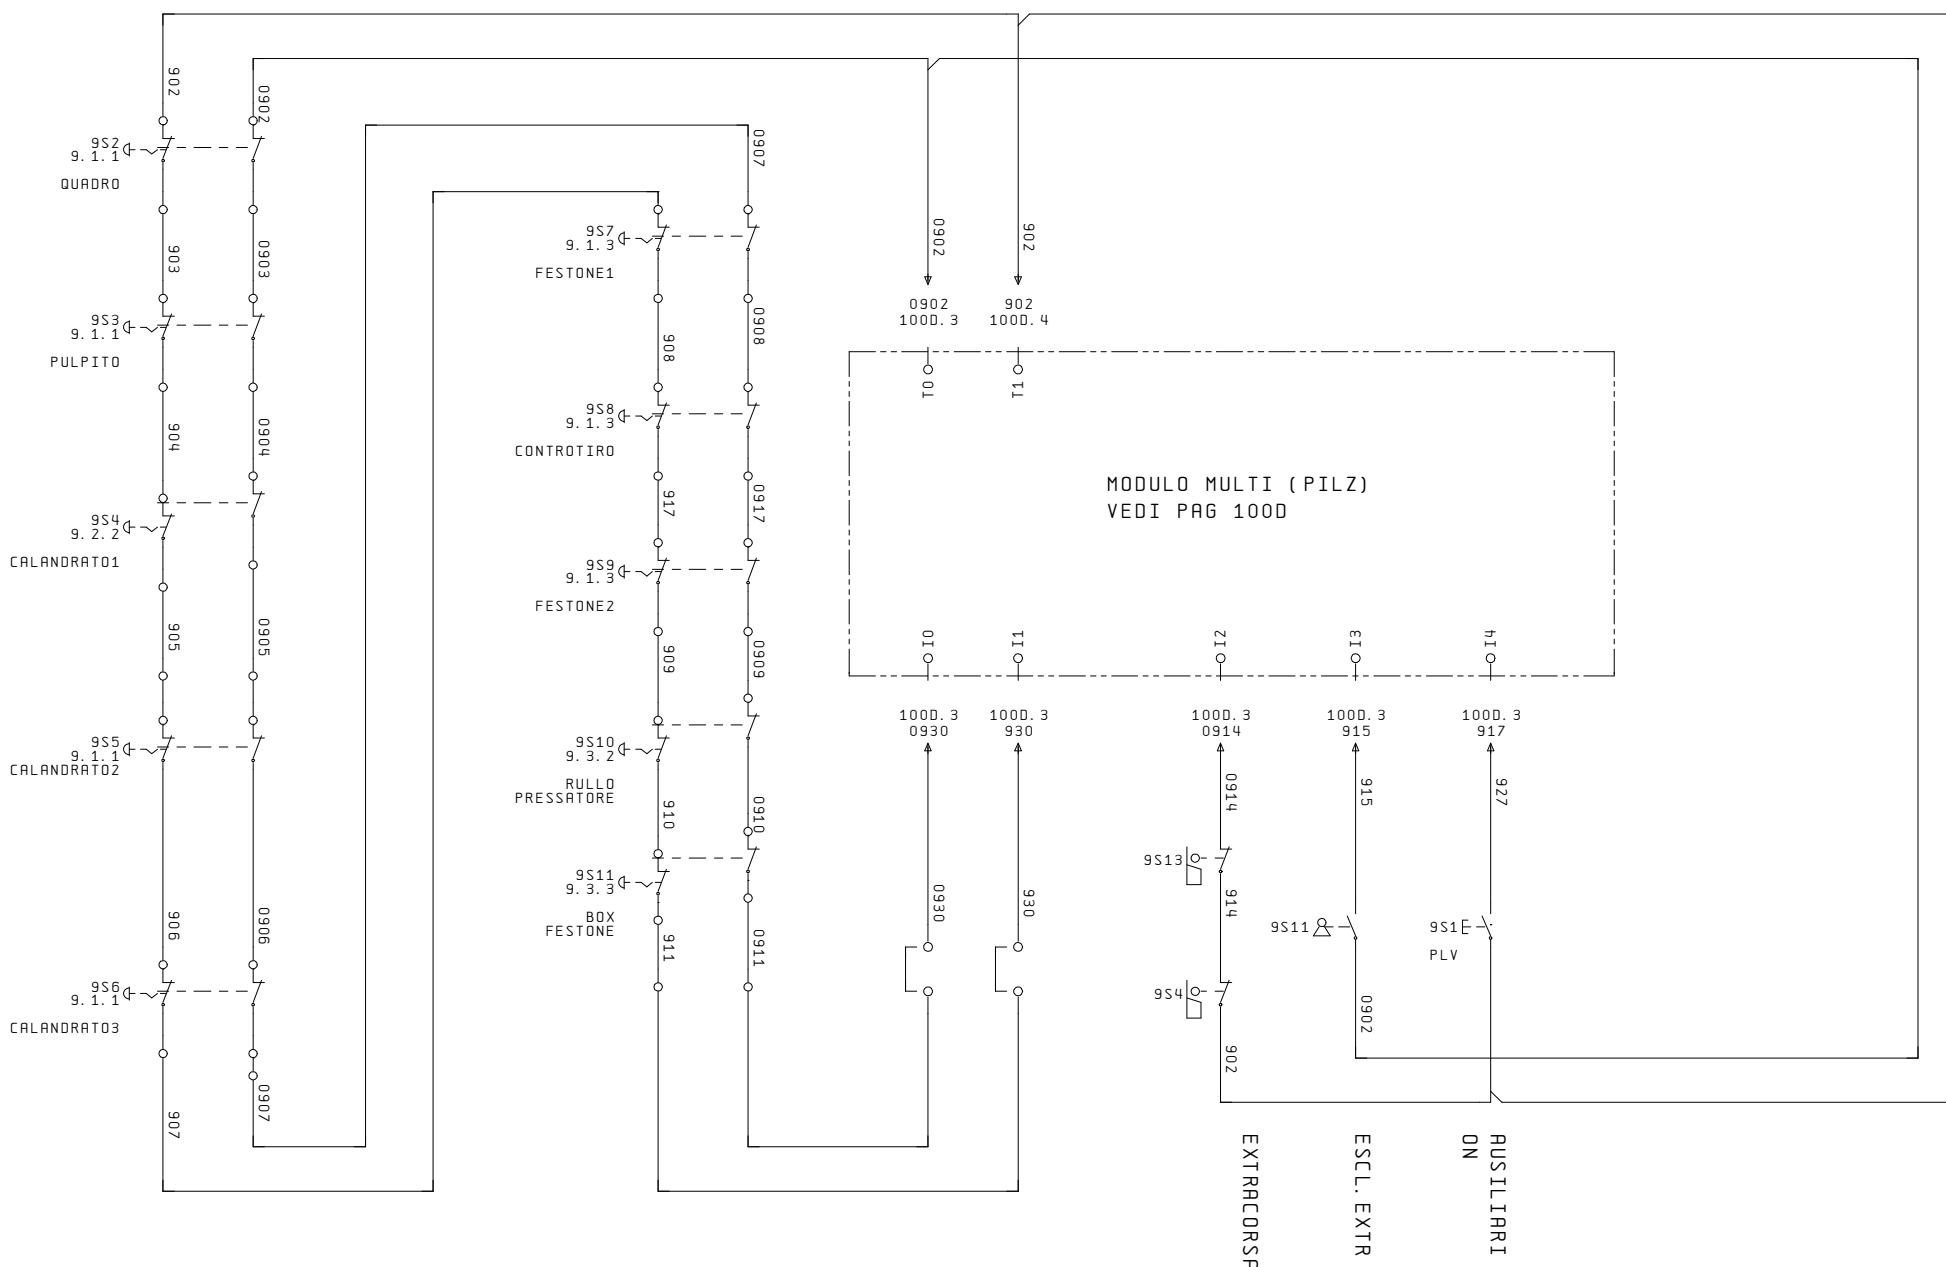 902
0902
9S2
9.1.1
QUADRO
903
0903
9S3
9.1.1
PULPITO
904
0904
9S4
9.2.2
CALANDRATO1
905
0905
9S5
9.1.1
CALANDRATO2
906
0906
9S6
9.1.1
CALANDRATO3
907
0907
0907
9S7
9.1.3
FESTONE1
908
0908
9S8
9.1.3
CONTROTIRO
917
0917
9S9
9.1.3
FESTONE2
909
0909
9S10
9.3.2
RULLO
PRESSATORE
910
0910
9S11
9.3.3
BOX
FESTONE
911
0911
0902
902
0902
100D.3
902
100D.4
T0
T1
MODULO MULTI (PILZ)
VEDI PAG 100D
I0
I1
I2
I3
I4
100D.3
0930
100D.3
930
100D.3
0914
100D.3
915
100D.3
917
0930
930
0914
9S13
914
9S4
902
915
9S11
0902
927
9S1
PLV
EXTRACORSA
ESCL.EXTR
AUSILIARI
ON